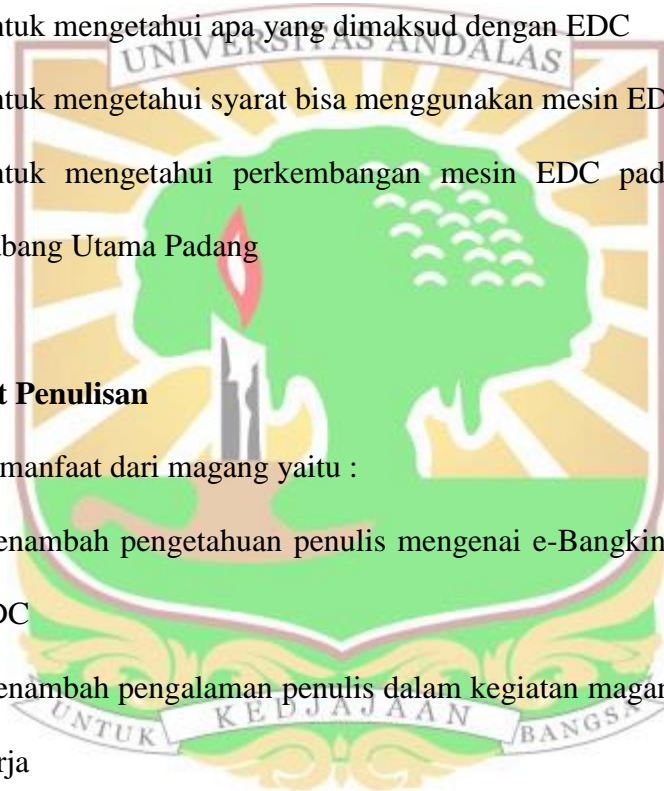 ntuk mengetahui apa yang dimaksud dengan EDC
UNIVERSITAS ANDALAS
ntuk mengetahui syarat bisa menggunakan mesin ED
ntuk mengetahui perkembangan mesin EDC pad
abang Utama Padang
t Penulisan
manfaat dari magang yaitu :
enambah pengetahuan penulis mengenai e-Bangkin
DC
enambah pengalaman penulis dalam kegiatan magan
UNTUK KEDJAJAAN BANGSA
rja